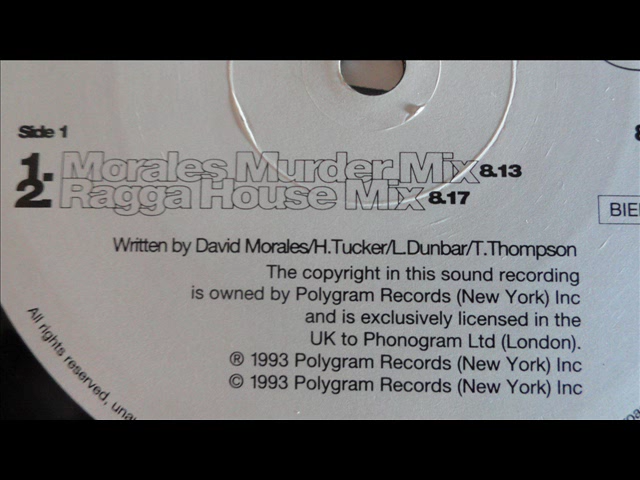 Side 1
1. Morales Murder Mix 8.13
2. Ragga House Mix 8.17
BIE
Written by David Morales/H.Tucker/L.Dunbar/T.Thompson
The copyright in this sound recording
is owned by Polygram Records (New York) Inc
and is exclusively licensed in the
UK to Phonogram Ltd (London).
℗ 1993 Polygram Records (New York) Inc
© 1993 Polygram Records (New York) Inc
All rights reserved, una